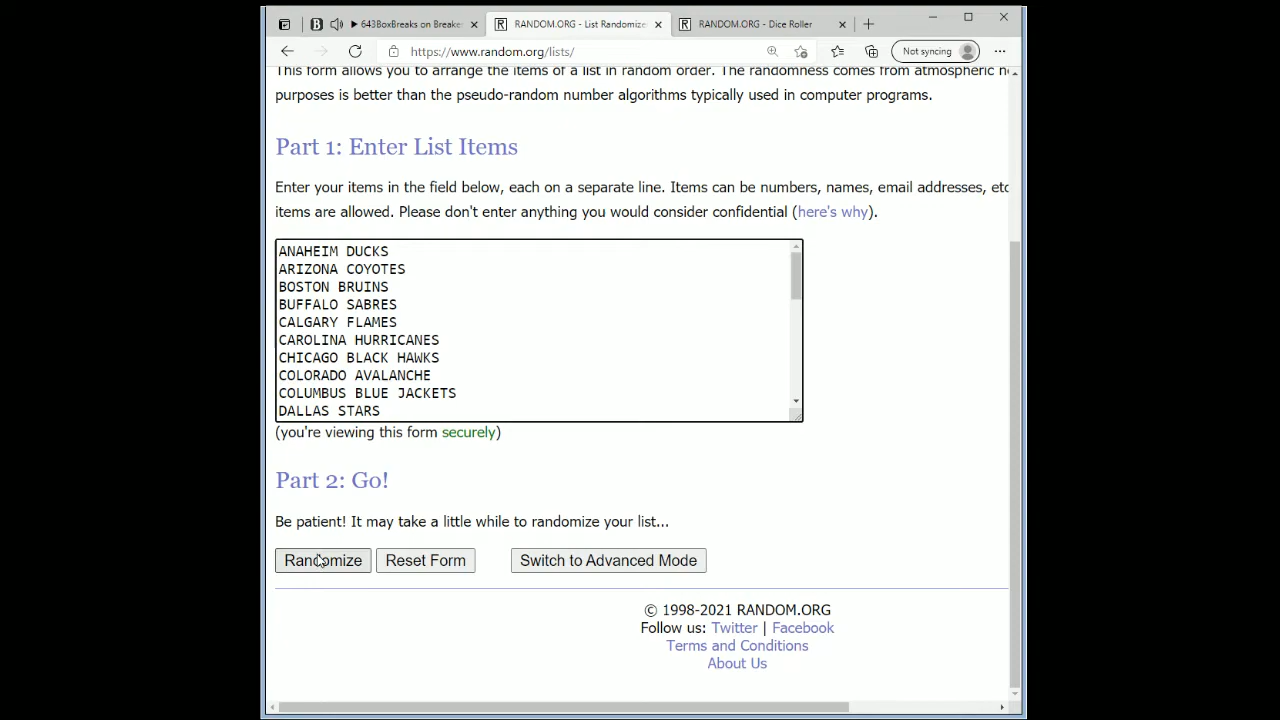 643BoxBreaks on Breaker
RANDOM.ORG - List Randomize
RANDOM.ORG - Dice Roller
https://www.random.org/lists/
Not syncing
This form allows you to arrange the items of a list in random order. The randomness comes from atmospheric
purposes is better than the pseudo-random number algorithms typically used in computer programs.
Part 1: Enter List Items
Enter your items in the field below, each on a separate line. Items can be numbers, names, email addresses, etc
items are allowed. Please don't enter anything you would consider confidential (here's why).
ANAHEIM DUCKS
ARIZONA COYOTES
BOSTON BRUINS
BUFFALO SABRES
CALGARY FLAMES
CAROLINA HURRICANES
CHICAGO BLACK HAWKS
COLORADO AVALANCHE
COLUMBUS BLUE JACKETS
DALLAS STARS
(you're viewing this form securely)
Part 2: Go!
Be patient! It may take a little while to randomize your list...
Randomize Reset Form Switch to Advanced Mode
© 1998-2021 RANDOM.ORG
Follow us: Twitter | Facebook
Terms and Conditions
About Us